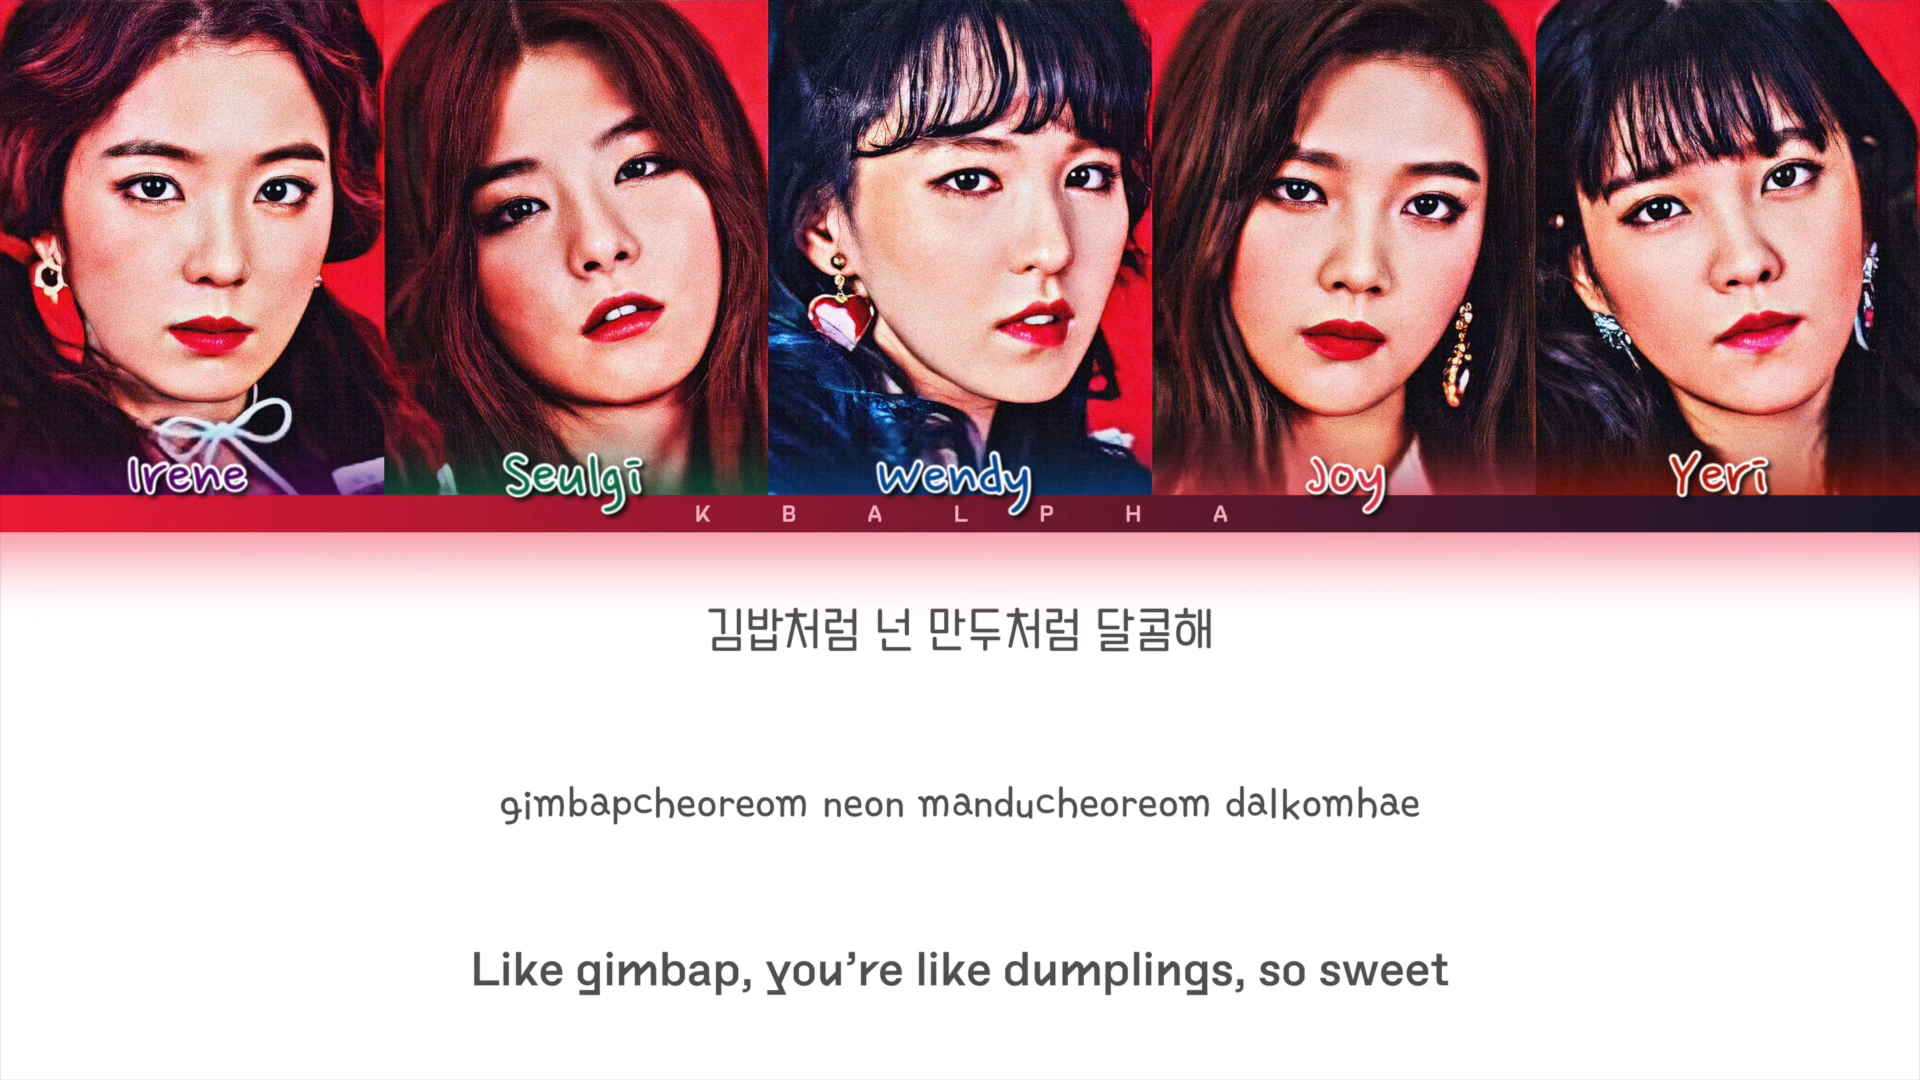 Irene Seulgi Wendy Joy Yeri
K B A L P H A
김밥처럼 넌 만두처럼 달콤해
gimbapcheoreom neon manducheoreom dalkomhae
Like gimbap, you’re like dumplings, so sweet